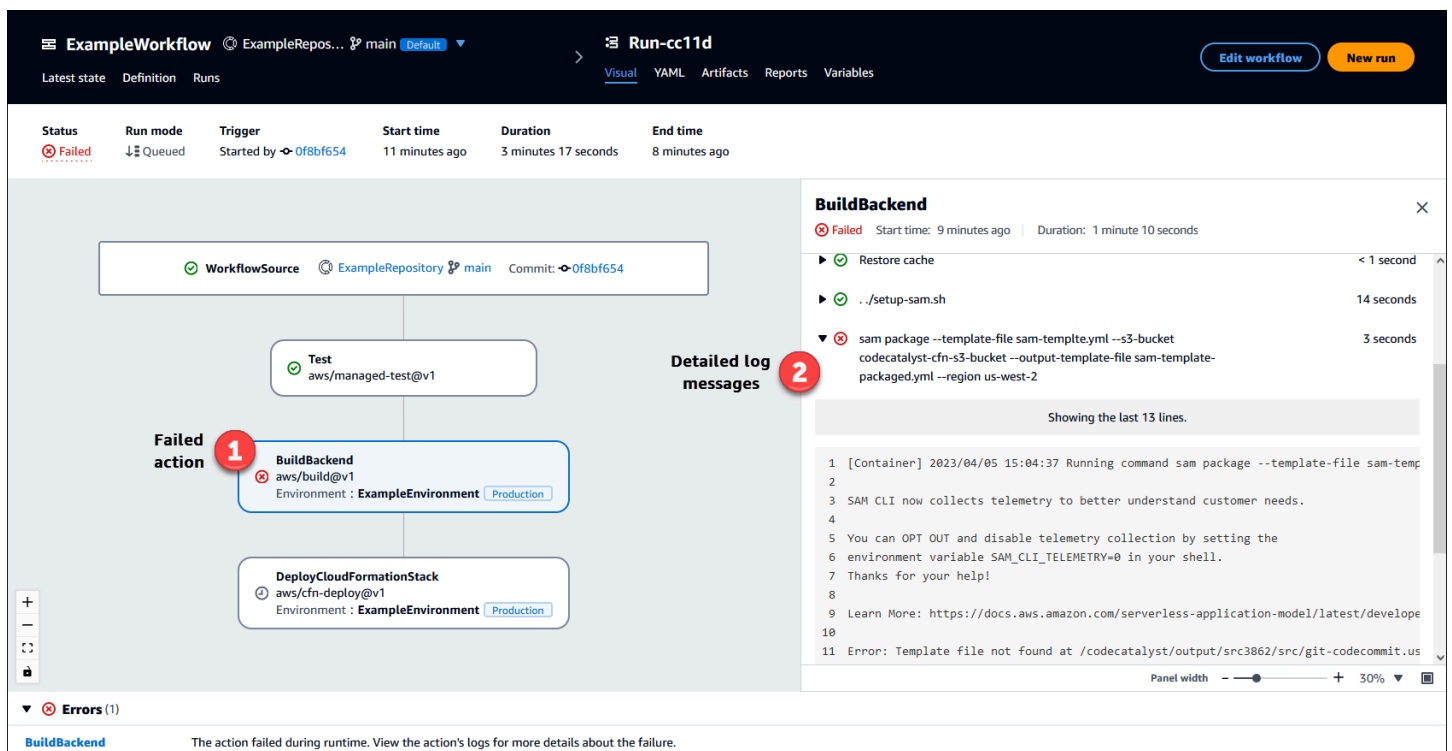 ExampleWorkflow ExampleRepos... main Default
Latest state Definition Runs
Run-cc11d
Visual YAML Artifacts Reports Variables
Edit workflow New run
Status Run mode Trigger Start time Duration End time
Failed Queued Started by 0f8bf654 11 minutes ago 3 minutes 17 seconds 8 minutes ago
WorkflowSource ExampleRepository main Commit: 0f8bf654
Test
aws/managed-test@v1
Failed
action
1
BuildBackend
aws/build@v1
Environment : ExampleEnvironment Production
DeployCloudFormationStack
aws/cfn-deploy@v1
Environment : ExampleEnvironment Production
Detailed log
messages
2
BuildBackend
Failed Start time: 9 minutes ago Duration: 1 minute 10 seconds
Restore cache < 1 second
. ./setup-sam.sh 14 seconds
sam package --template-file sam-templte.yml --s3-bucket 3 seconds
codecatalyst-cfn-s3-bucket --output-template-file sam-template-
packaged.yml --region us-west-2
Showing the last 13 lines.
1 [Container] 2023/04/05 15:04:37 Running command sam package --template-file sam-temp
2
3 SAM CLI now collects telemetry to better understand customer needs.
4
5 You can OPT OUT and disable telemetry collection by setting the
6 environment variable SAM_CLI_TELEMETRY=0 in your shell.
7 Thanks for your help!
8
9 Learn More: https://docs.aws.amazon.com/serverless-application-model/latest/develope
10
11 Error: Template file not found at /codecatalyst/output/src3862/src/git-codecommit.us
Panel width 30%
Errors (1)
BuildBackend The action failed during runtime. View the action's logs for more details about the failure.